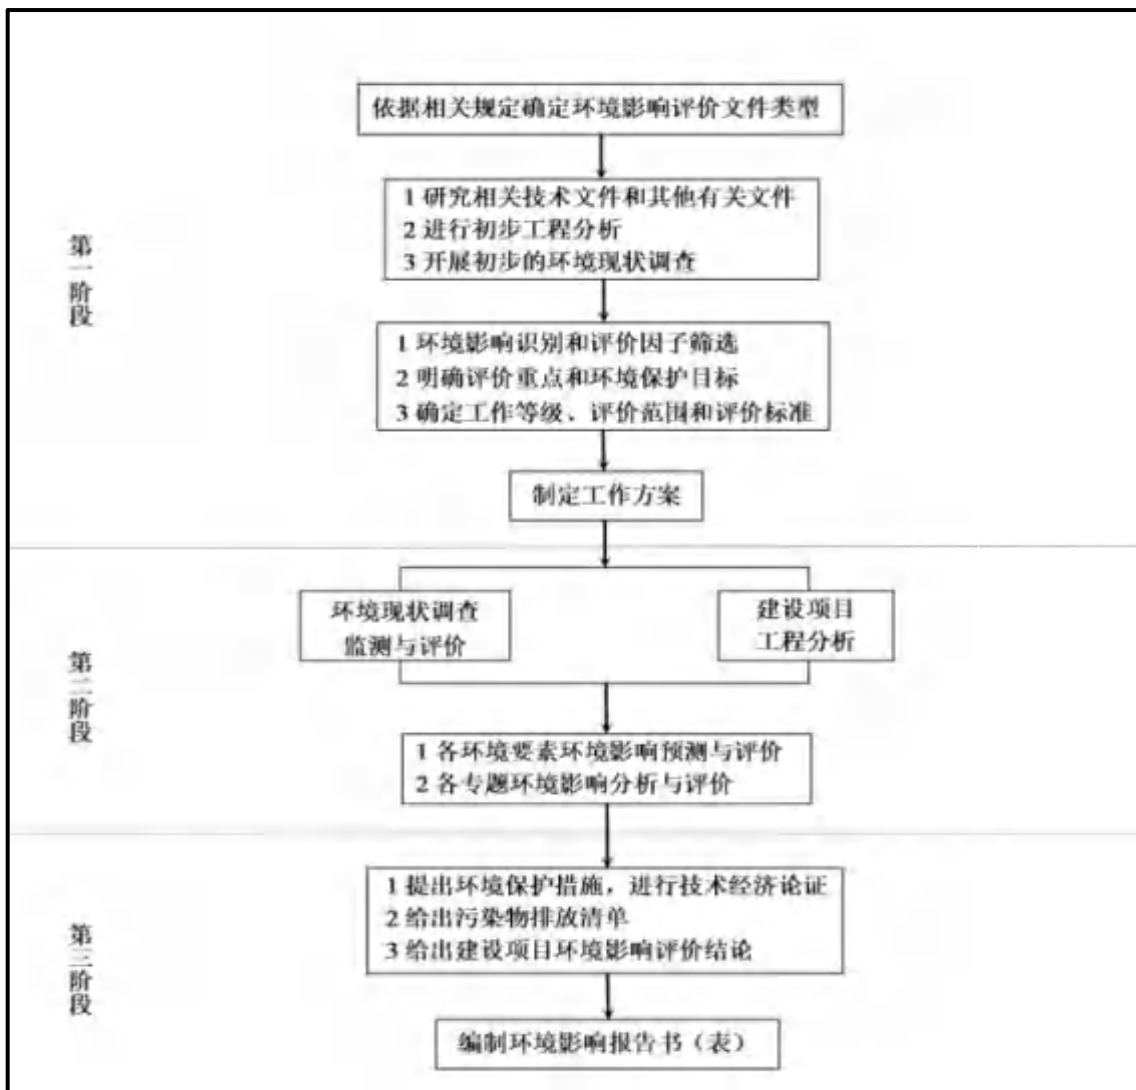 依据相关规定确定环境影响评价文件类型
1 研究相关技术文件和其他有关文件
2 进行初步工程分析
3 开展初步的环境现状调查
第一阶段
1 环境影响识别和评价因子筛选
2 明确评价重点和环境保护目标
3 确定工作等级、评价范围和评价标准
制定工作方案
环境现状调查
监测与评价
建设项目
工程分析
第二阶段
1 各环境要素环境影响预测与评价
2 各专题环境影响分析与评价
1 提出环境保护措施，进行技术经济论证
2 给出污染物排放清单
3 给出建设项目环境影响评价结论
第三阶段
编制环境影响报告书（表）